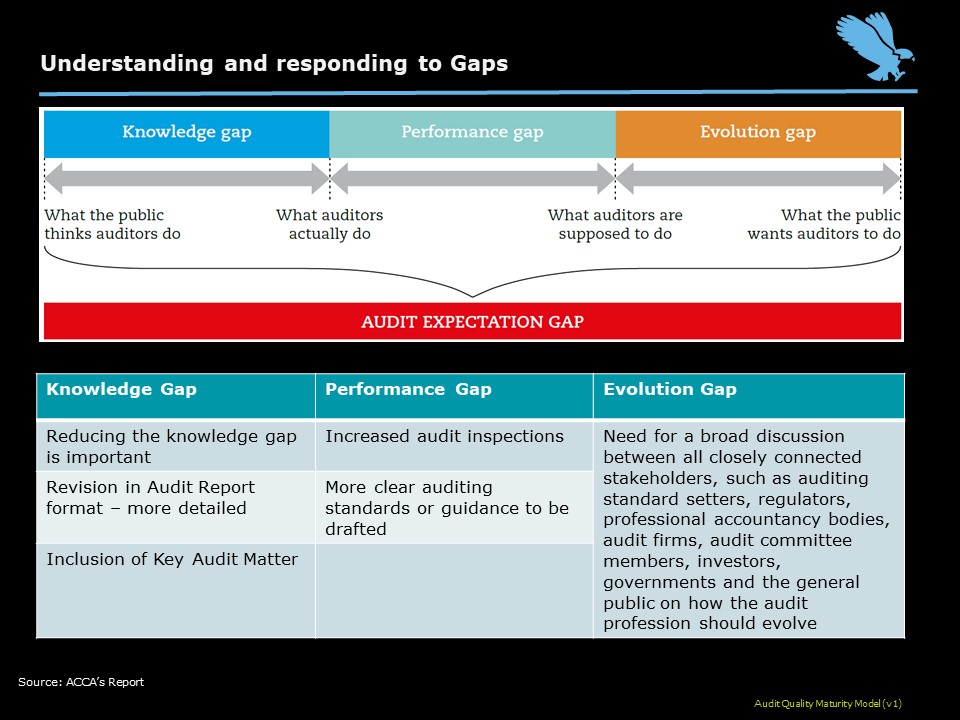 Understanding and responding to Gaps
Knowledge gap
Performance gap
Evolution gap
What the public
thinks auditors do
What auditors
actually do
What auditors are
supposed to do
What the public
wants auditors to do
AUDIT EXPECTATION GAP
Knowledge Gap
Performance Gap
Evolution Gap
Reducing the knowledge gap
is important
Increased audit inspections
Need for a broad discussion
between all closely connected
stakeholders, such as auditing
standard setters, regulators,
professional accountancy bodies,
audit firms, audit committee
members, investors,
governments and the general
public on how the audit
profession should evolve
Revision in Audit Report
format – more detailed
More clear auditing
standards or guidance to be
drafted
Inclusion of Key Audit Matter
Source: ACCA's Report
Audit Quality Maturity Model (v1)